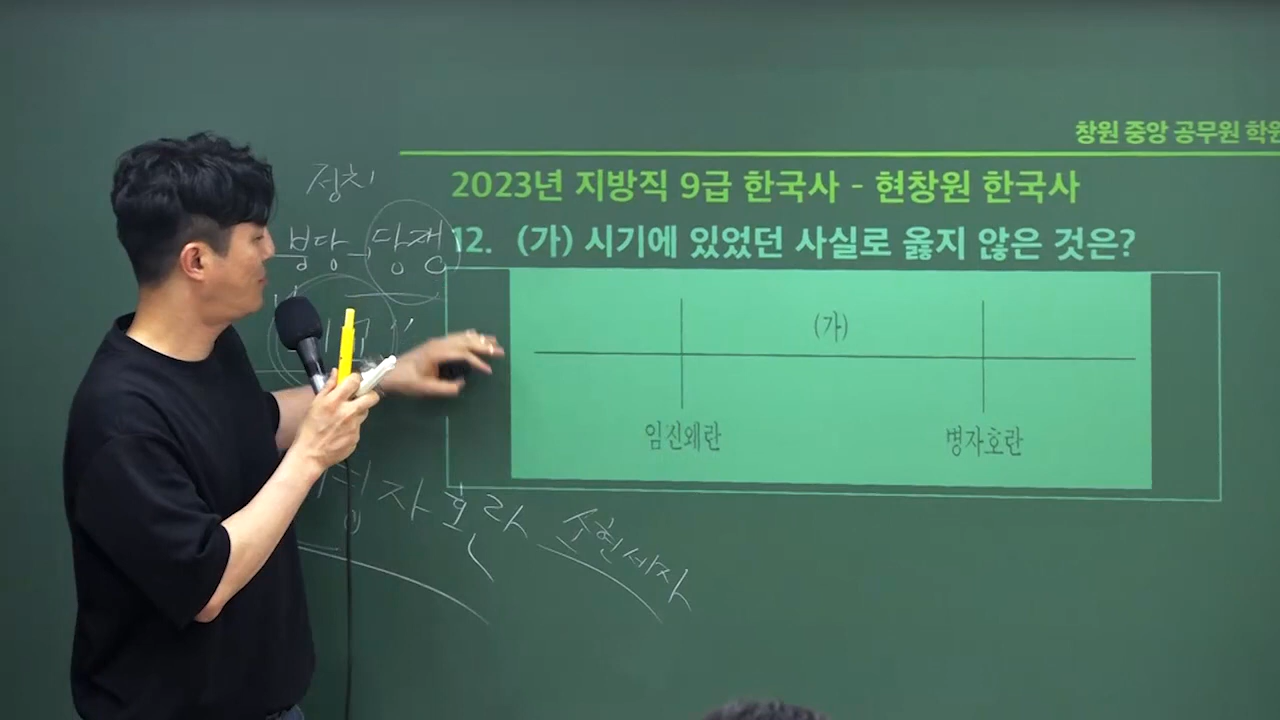 창원 중앙 공무원 학원
2023년 지방직 9급 한국사 - 현창원 한국사
12. (가) 시기에 있었던 사실로 옳지 않은 것은?
(가)
임진왜란 병자호란
정치
붕당 - 당쟁
병자호란 소현세자